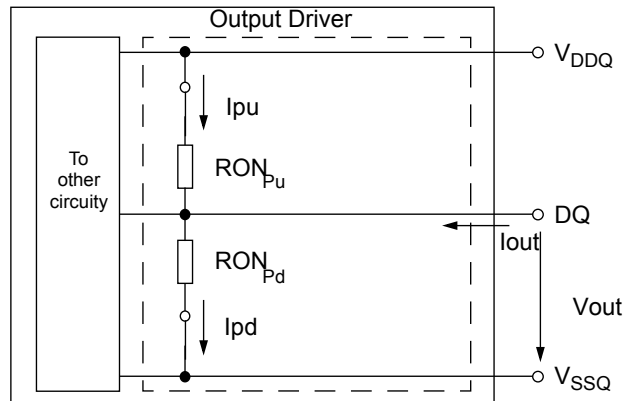 Output Driver
VDDQ
Ipu
To
other
circuity
RONPu
DQ
Iout
RONPd
Vout
Ipd
VSSQ